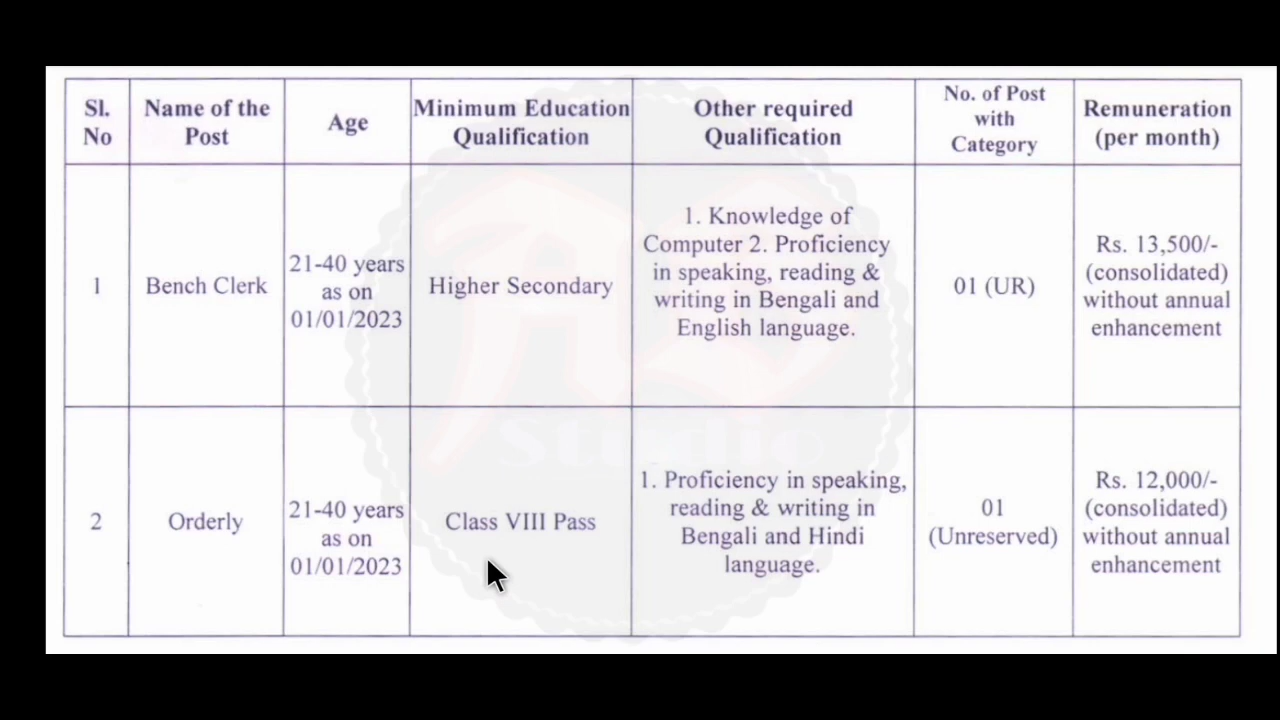 Sl. No
Name of the Post
Age
Minimum Education Qualification
Other required Qualification
No. of Post with Category
Remuneration (per month)
1
Bench Clerk
21-40 years
as on
01/01/2023
Higher Secondary
1. Knowledge of
Computer 2. Proficiency
in speaking, reading &
writing in Bengali and
English language.
01 (UR)
Rs. 13,500/-
(consolidated)
without annual
enhancement
2
Orderly
21-40 years
as on
01/01/2023
Class VIII Pass
1. Proficiency in speaking,
reading & writing in
Bengali and Hindi
language.
01
(Unreserved)
Rs. 12,000/-
(consolidated)
without annual
enhancement
Studio